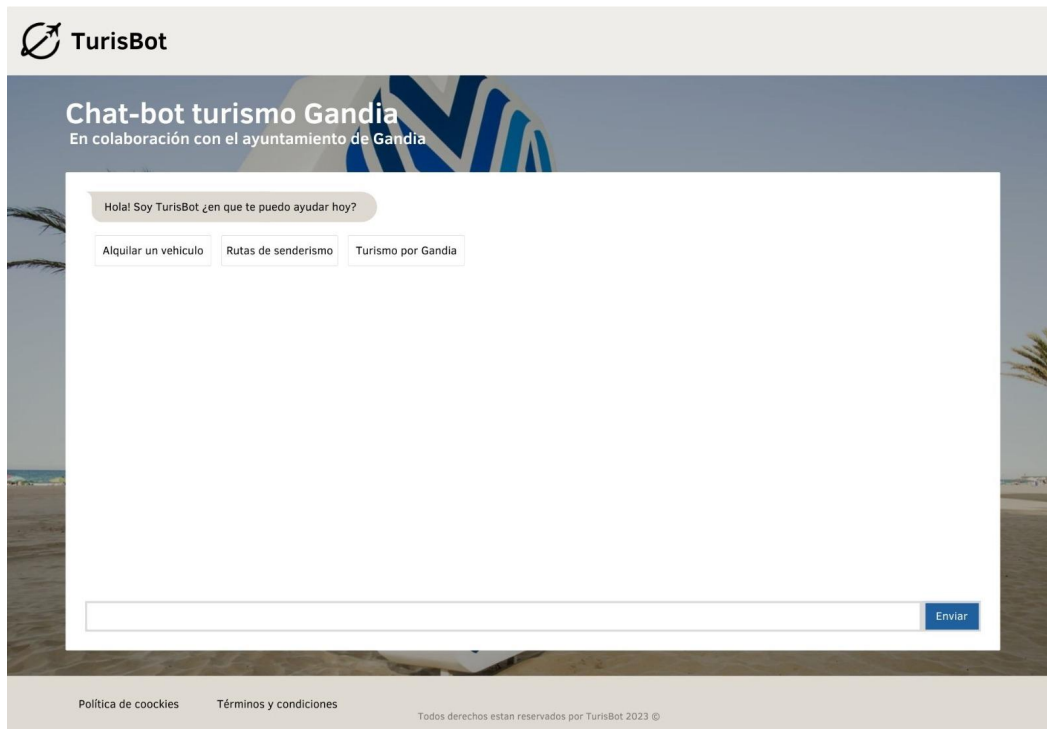 TurisBot
Chat-bot turismo Gandia
En colaboración con el ayuntamiento de Gandia
Hola! Soy TurisBot ¿en que te puedo ayudar hoy?
Alquilar un vehiculo Rutas de senderismo Turismo por Gandia
Enviar
Política de coockies Términos y condiciones
Todos derechos estan reservados por TurisBot 2023 ©